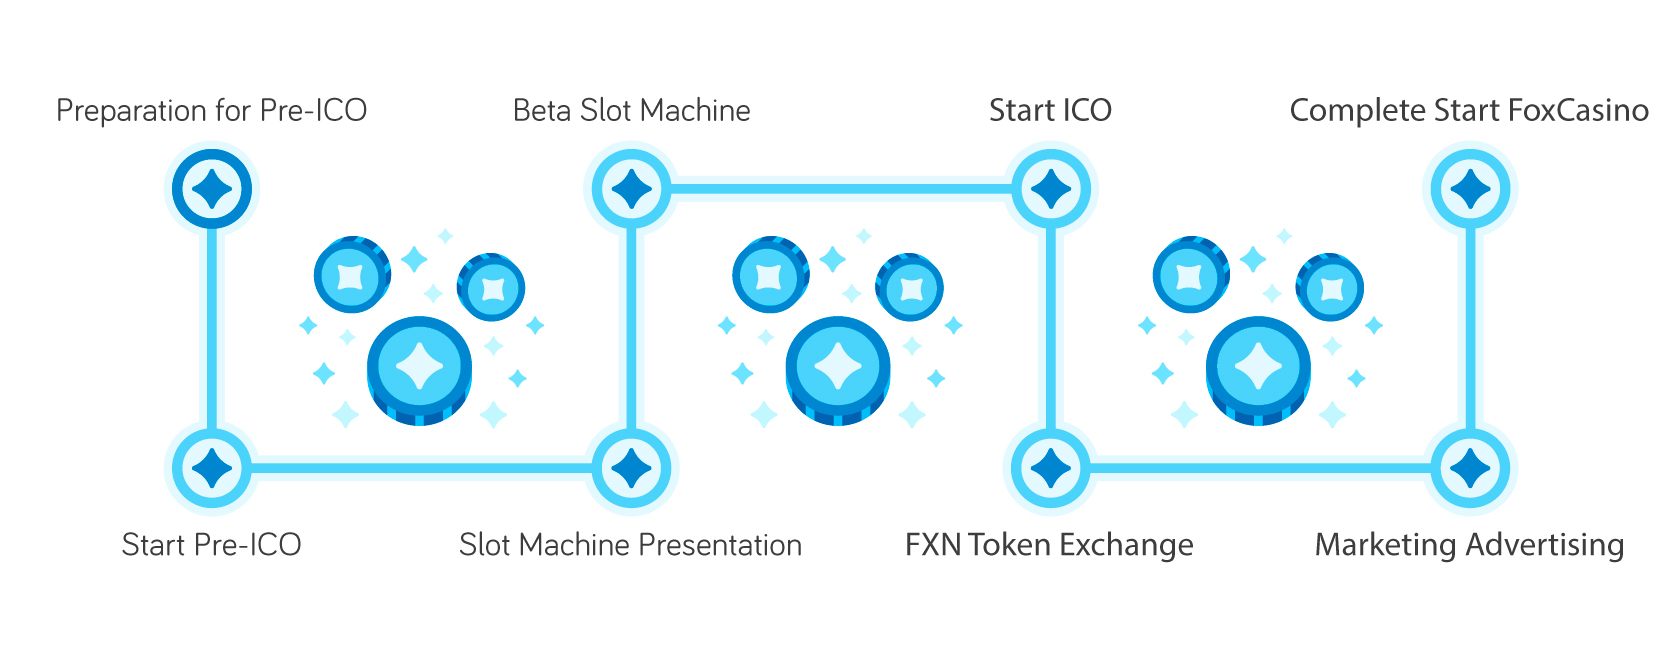 Preparation for Pre-ICO
Beta Slot Machine
Start ICO
Complete Start FoxCasino
Start Pre-ICO
Slot Machine Presentation
FXN Token Exchange
Marketing Advertising